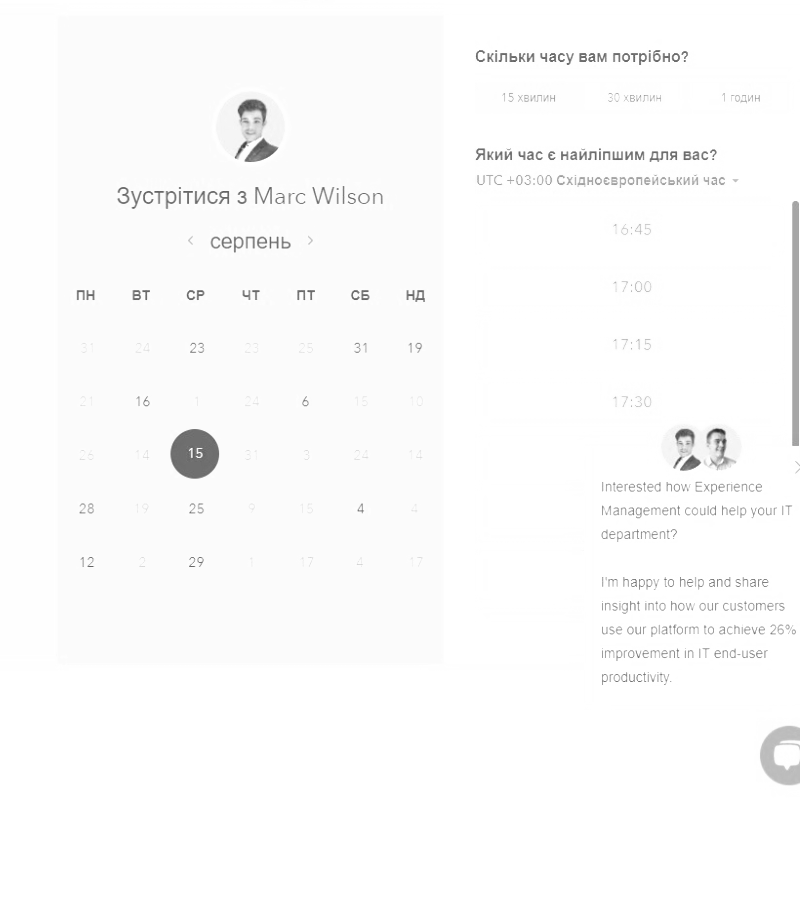 Зустрітися з Marc Wilson
серпень
ПН ВТ СР ЧТ ПТ СБ НД
31 24 23 23 25 31 19
21 16 1 24 6 15 10
26 14 15 31 3 24 14
28 19 25 9 15 4 4
12 2 29 1 17 4 17
Скільки часу вам потрібно?
15 хвилин 30 хвилин 1 годин
Який час є найліпшим для вас?
UTC +03:00 Східноєвропейський час
16:45
17:00
17:15
17:30
Interested how Experience
Management could help your IT
department?
I'm happy to help and share
insight into how our customers
use our platform to achieve 26%
improvement in IT end-user
productivity.